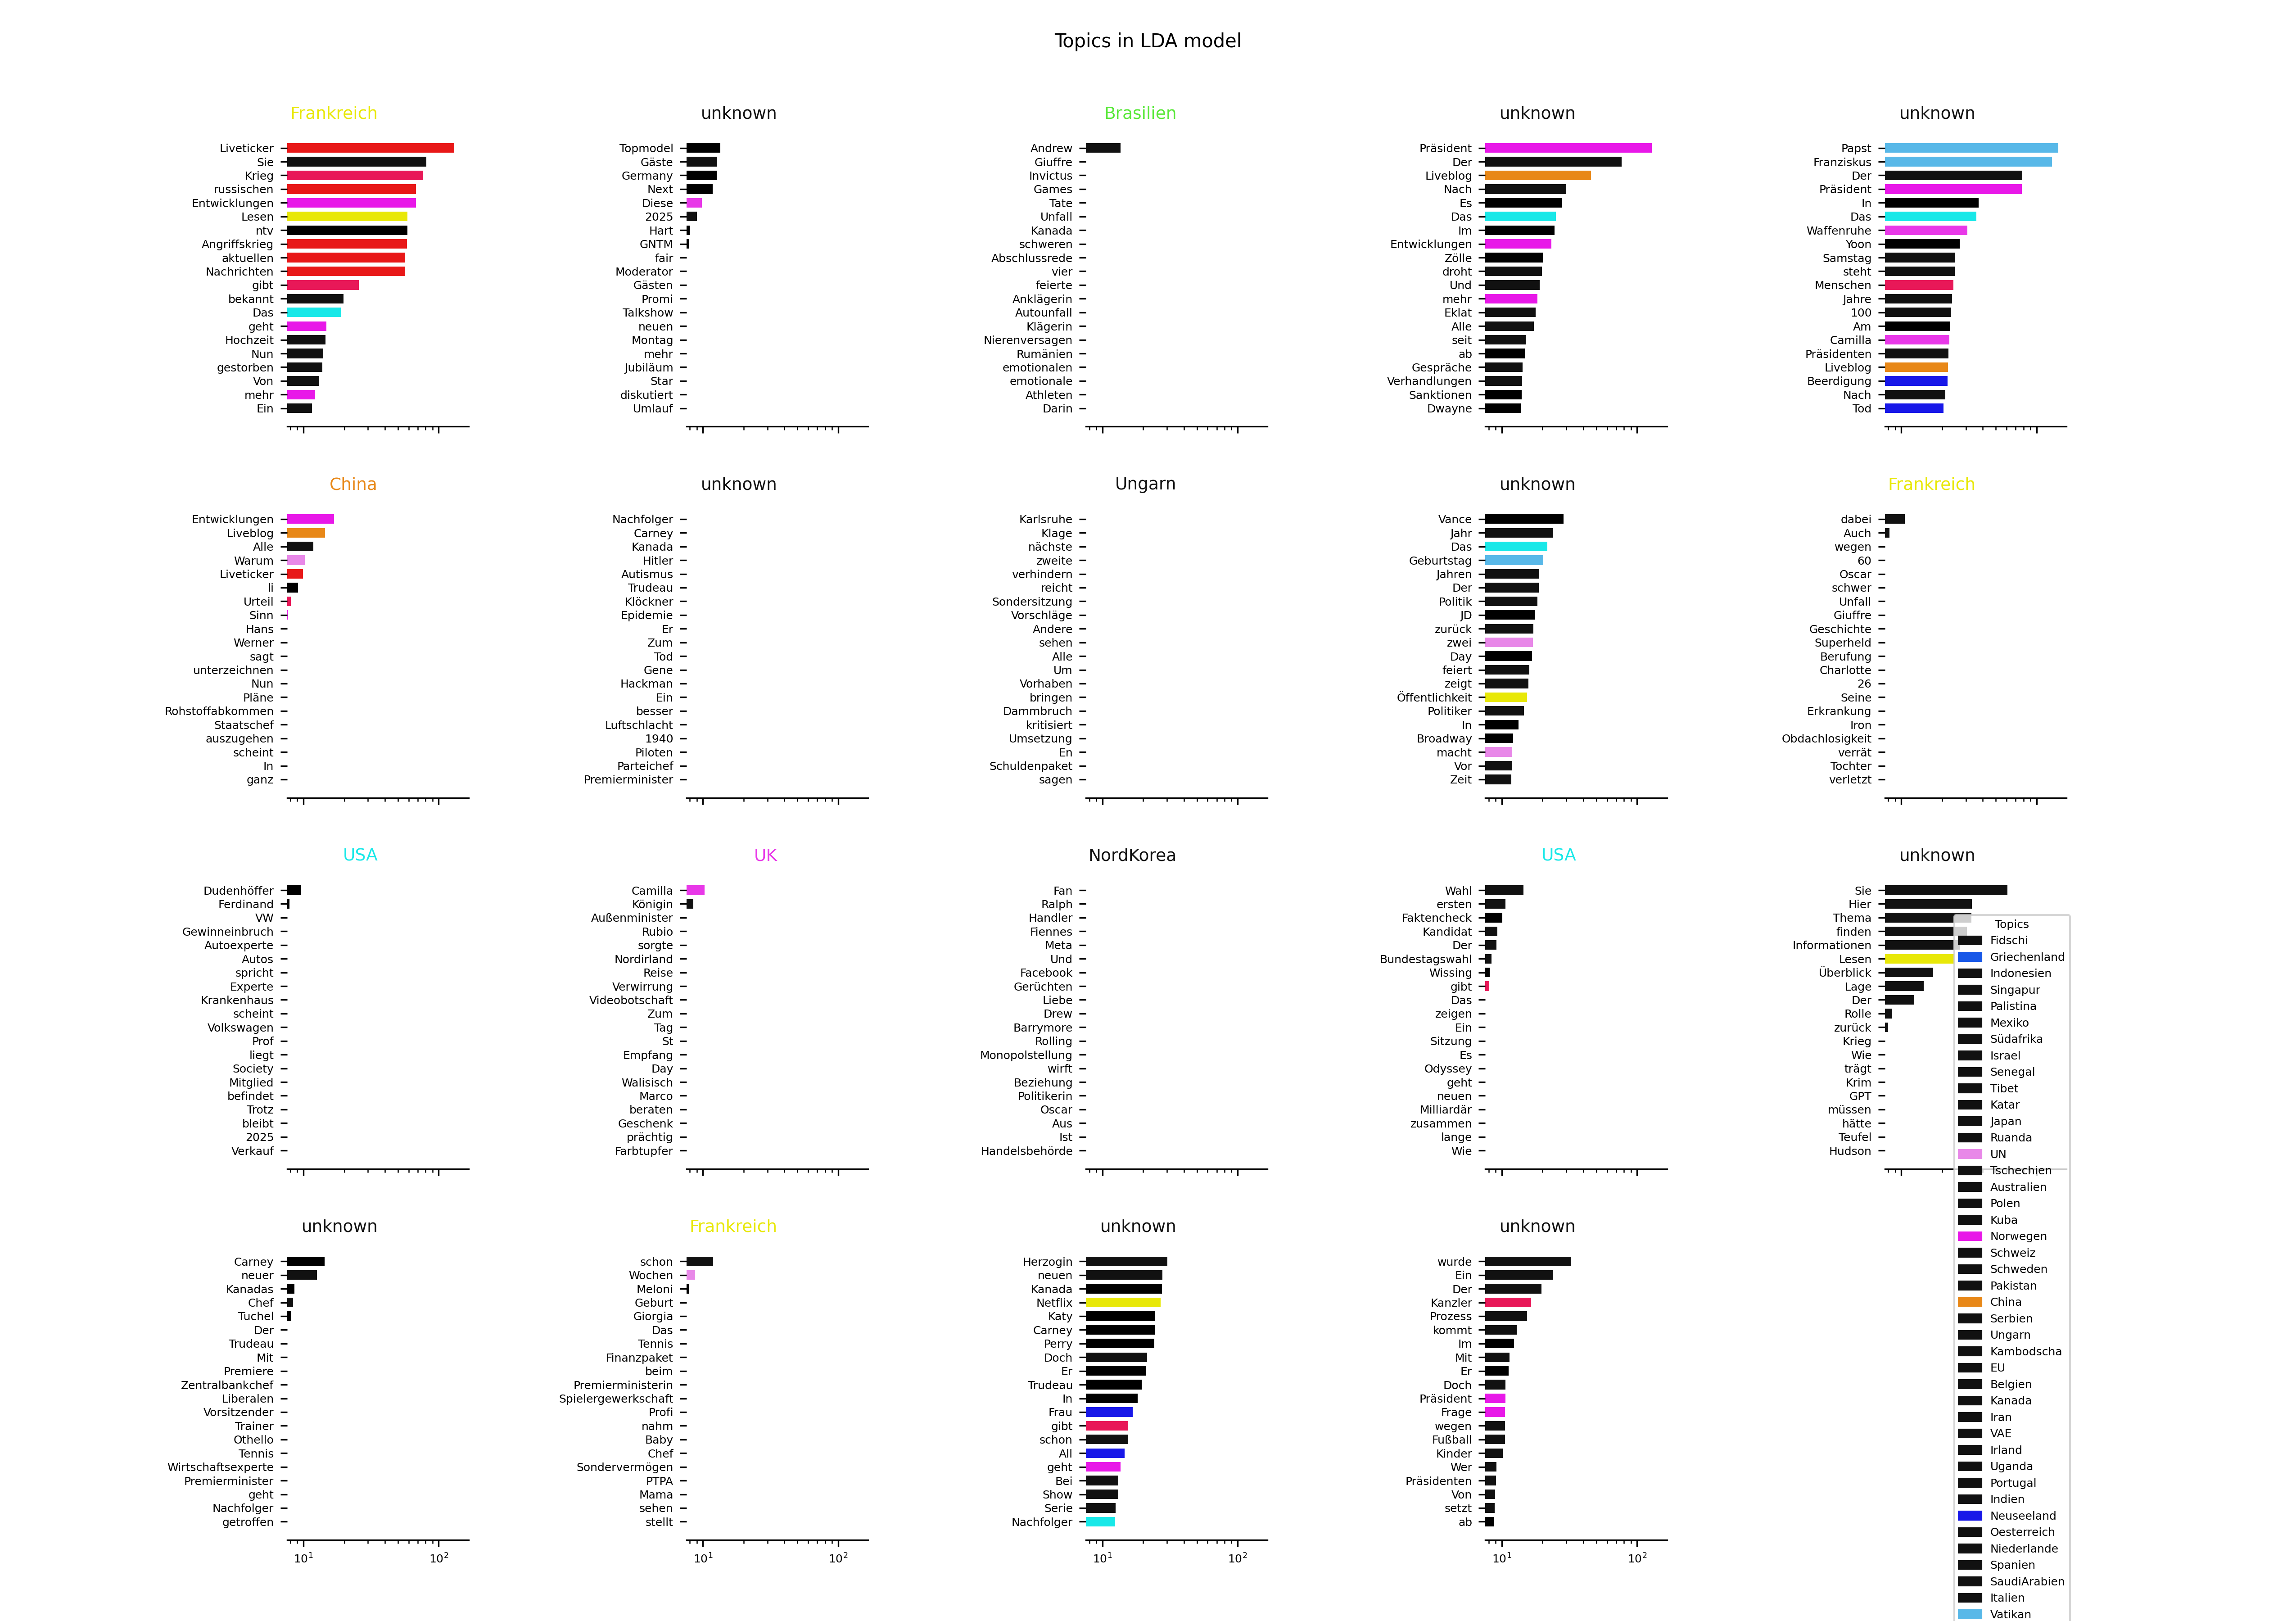 Topics in LDA model
Frankreich
Liveticker
Sie
Krieg
russischen
Entwicklungen
Lesen
ntv
Angriffskrieg
aktuellen
Nachrichten
gibt
bekannt
Das
geht
Hochzeit
Nun
gestorben
Von
mehr
Ein
unknown
Topmodel
Gäste
Germany
Next
Diese
2025
Hart
GNTM
fair
Moderator
Gästen
Promi
Talkshow
neuen
Montag
mehr
Jubiläum
Star
diskutiert
Umlauf
Brasilien
Andrew
Giuffre
Invictus
Games
Tate
Unfall
Kanada
schweren
Abschlussrede
vier
feierte
Anklägerin
Autounfall
Klägerin
Nierenversagen
Rumänien
emotionalen
emotionale
Athleten
Darin
unknown
Präsident
Der
Liveblog
Nach
Es
Das
Im
Entwicklungen
Zölle
droht
Und
mehr
Eklat
Alle
seit
ab
Gespräche
Verhandlungen
Sanktionen
Dwayne
unknown
Papst
Franziskus
Der
Präsident
In
Das
Waffenruhe
Yoon
Samstag
steht
Menschen
Jahre
100
Am
Camilla
Präsidenten
Liveblog
Beerdigung
Nach
Tod
China
Entwicklungen
Liveblog
Alle
Warum
Liveticker
li
Urteil
Sinn
Hans
Werner
sagt
unterzeichnen
Nun
Pläne
Rohstoffabkommen
Staatschef
auszugehen
scheint
In
ganz
unknown
Nachfolger
Carney
Kanada
Hitler
Autismus
Trudeau
Klöckner
Epidemie
Er
Zum
Tod
Gene
Hackman
Ein
besser
Luftschlacht
1940
Piloten
Parteichef
Premierminister
Ungarn
Karlsruhe
Klage
nächste
zweite
verhindern
reicht
Sondersitzung
Vorschläge
Andere
sehen
Alle
Um
Vorhaben
bringen
Dammbruch
kritisiert
Umsetzung
En
Schuldenpaket
sagen
unknown
Vance
Jahr
Das
Geburtstag
Jahren
Der
Politik
JD
zurück
zwei
Day
feiert
zeigt
Öffentlichkeit
Politiker
In
Broadway
macht
Vor
Zeit
Frankreich
dabei
Auch
wegen
60
Oscar
schwer
Unfall
Giuffre
Geschichte
Superheld
Berufung
Charlotte
26
Seine
Erkrankung
Iron
Obdachlosigkeit
verrät
Tochter
verletzt
USA
Dudenhöffer
Ferdinand
VW
Gewinneinbruch
Autoexperte
Autos
spricht
Experte
Krankenhaus
scheint
Volkswagen
Prof
liegt
Society
Mitglied
befindet
Trotz
bleibt
2025
Verkauf
UK
Camilla
Königin
Außenminister
Rubio
sorgte
Nordirland
Reise
Verwirrung
Videobotschaft
Zum
Tag
St
Empfang
Day
Walisisch
Marco
beraten
Geschenk
prächtig
Farbtupfer
NordKorea
Fan
Ralph
Handler
Fiennes
Meta
Und
Facebook
Gerüchten
Liebe
Drew
Barrymore
Rolling
Monopolstellung
wirft
Beziehung
Politikerin
Oscar
Aus
Ist
Handelsbehörde
USA
Wahl
ersten
Faktencheck
Kandidat
Der
Bundestagswahl
Wissing
gibt
Das
zeigen
Ein
Sitzung
Es
Odyssey
geht
neuen
Milliardär
zusammen
lange
Wie
unknown
Sie
Hier
Thema
finden
Informationen
Lesen
Überblick
Lage
Der
Rolle
zurück
Krieg
Wie
trägt
Krim
GPT
müssen
hätte
Teufel
Hudson
unknown
Carney
neuer
Kanadas
Chef
Tuchel
Der
Trudeau
Mit
Premiere
Zentralbankchef
Liberalen
Vorsitzender
Trainer
Othello
Tennis
Wirtschaftsexperte
Premierminister
geht
Nachfolger
getroffen
10^1 10^2
Frankreich
schon
Wochen
Meloni
Geburt
Giorgia
Das
Tennis
Finanzpaket
beim
Premierministerin
Spielergewerkschaft
Profi
nahm
Baby
Chef
Sondervermögen
PTPA
Mama
sehen
stellt
10^1 10^2
unknown
Herzogin
neuen
Kanada
Netflix
Katy
Carney
Perry
Doch
Er
Trudeau
In
Frau
gibt
schon
All
geht
Bei
Show
Serie
Nachfolger
10^1 10^2
unknown
wurde
Ein
Der
Kanzler
Prozess
kommt
Im
Mit
Er
Doch
Präsident
Frage
wegen
Fußball
Kinder
Wer
Präsidenten
Von
setzt
ab
10^1 10^2
Topics
Fidschi
Griechenland
Indonesien
Singapur
Palistina
Mexiko
Südafrika
Israel
Senegal
Tibet
Katar
Japan
Ruanda
UN
Tschechien
Australien
Polen
Kuba
Norwegen
Schweiz
Schweden
Pakistan
China
Serbien
Ungarn
Kambodscha
EU
Belgien
Kanada
Iran
VAE
Irland
Uganda
Portugal
Indien
Neuseeland
Oesterreich
Niederlande
Spanien
SaudiArabien
Italien
Vatikan